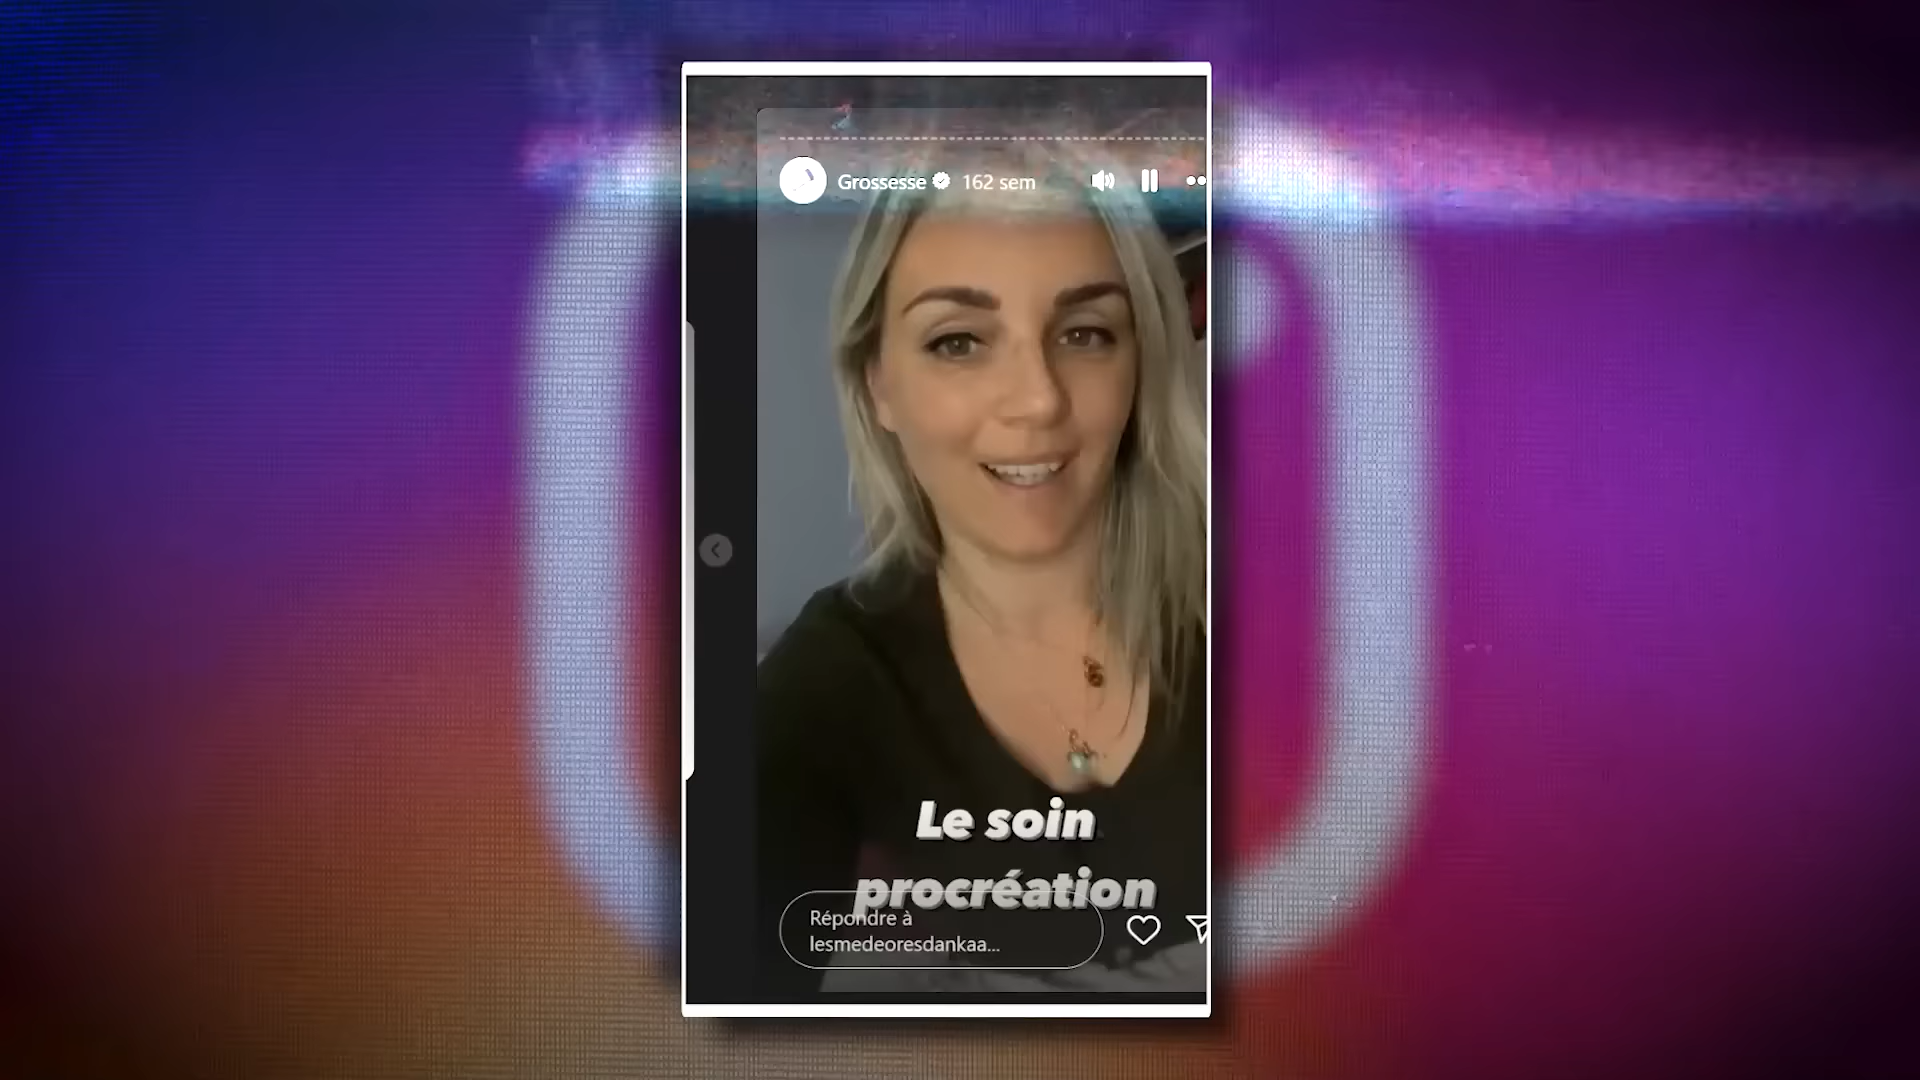 Grossesse 162 sem
Le soin
procréation
Répondre à
lesmedeoresdankaa...